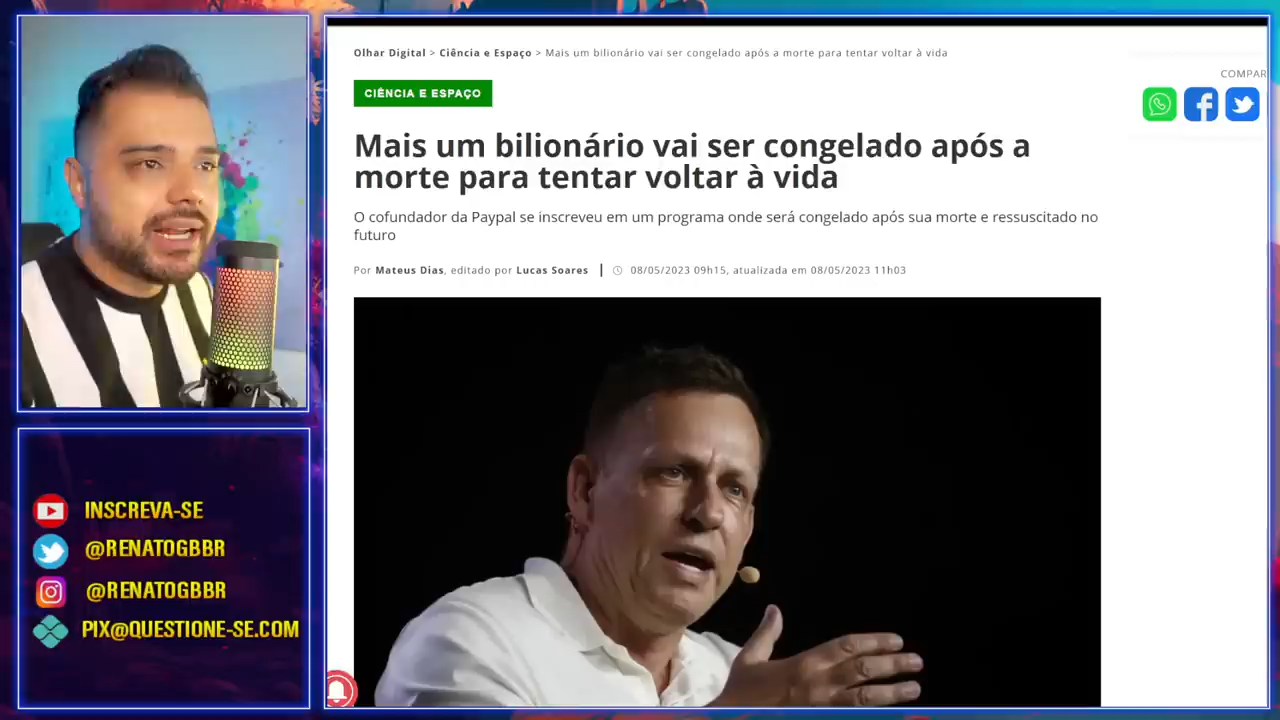 Olhar Digital > Ciência e Espaço > Mais um bilionário vai ser congelado após a morte para tentar voltar à vida
COMPAR
CIÊNCIA E ESPAÇO
Mais um bilionário vai ser congelado após a
morte para tentar voltar à vida
O cofundador da Paypal se inscreveu em um programa onde será congelado após sua morte e ressuscitado no
futuro
Por Mateus Dias, editado por Lucas Soares | 08/05/2023 09h15, atualizada em 08/05/2023 11h03
INSCREVA-SE
@RENATOGBBR
@RENATOGBBR
PIX@QUESTIONE-SE.COM